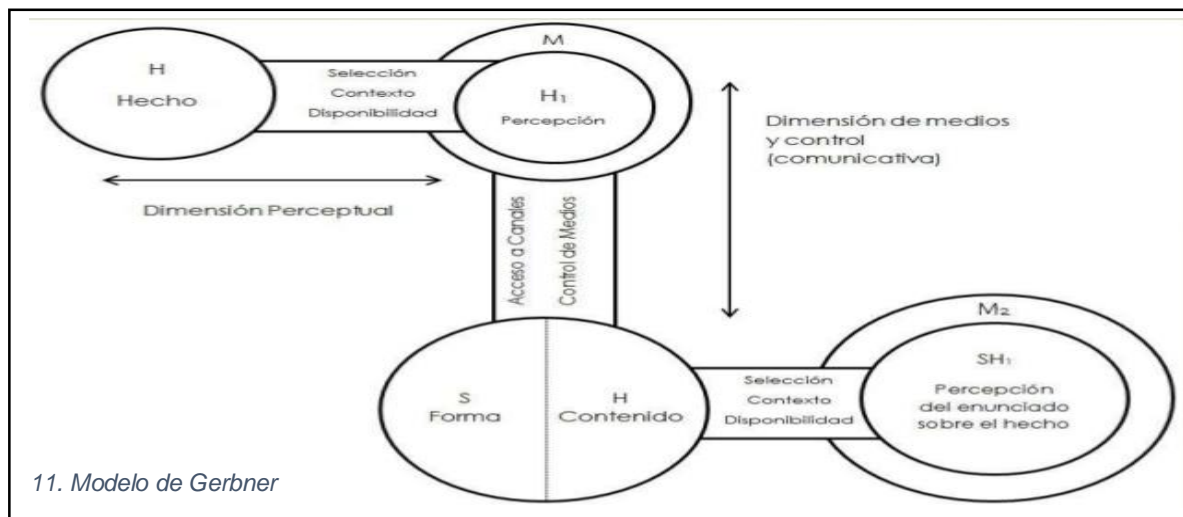 H
Hecho
Selección
Contexto
Disponibilidad
M
H₁
Percepción
Dimensión de medios
y control
(comunicativa)
Dimensión Perceptual
Acceso a Canales
Control de Medios
S
Forma
H
Contenido
Selección
Contexto
Disponibilidad
M₂
SH₁
Percepción
del enunciado
sobre el hecho
11. Modelo de Gerbner